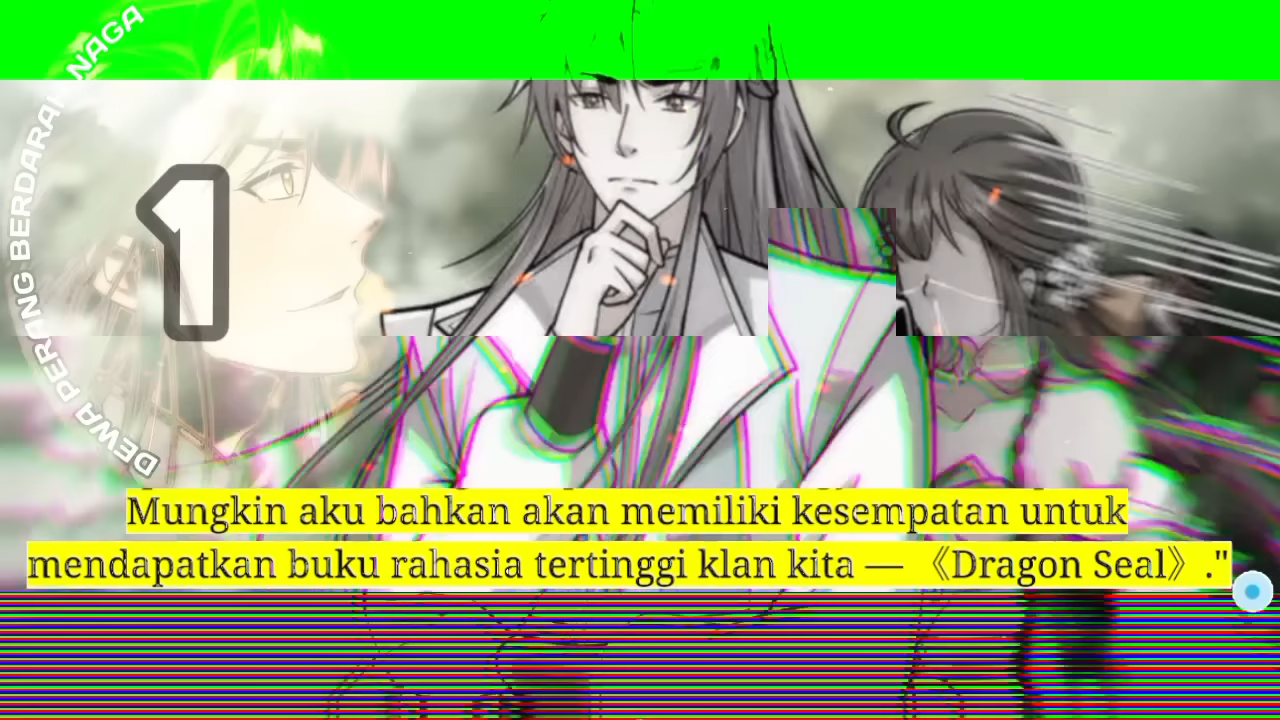 DEWA PERANG BERDARAH NAGA
1
Mungkin aku bahkan akan memiliki kesempatan untuk
mendapatkan buku rahasia tertinggi klan kita — 《Dragon Seal》."